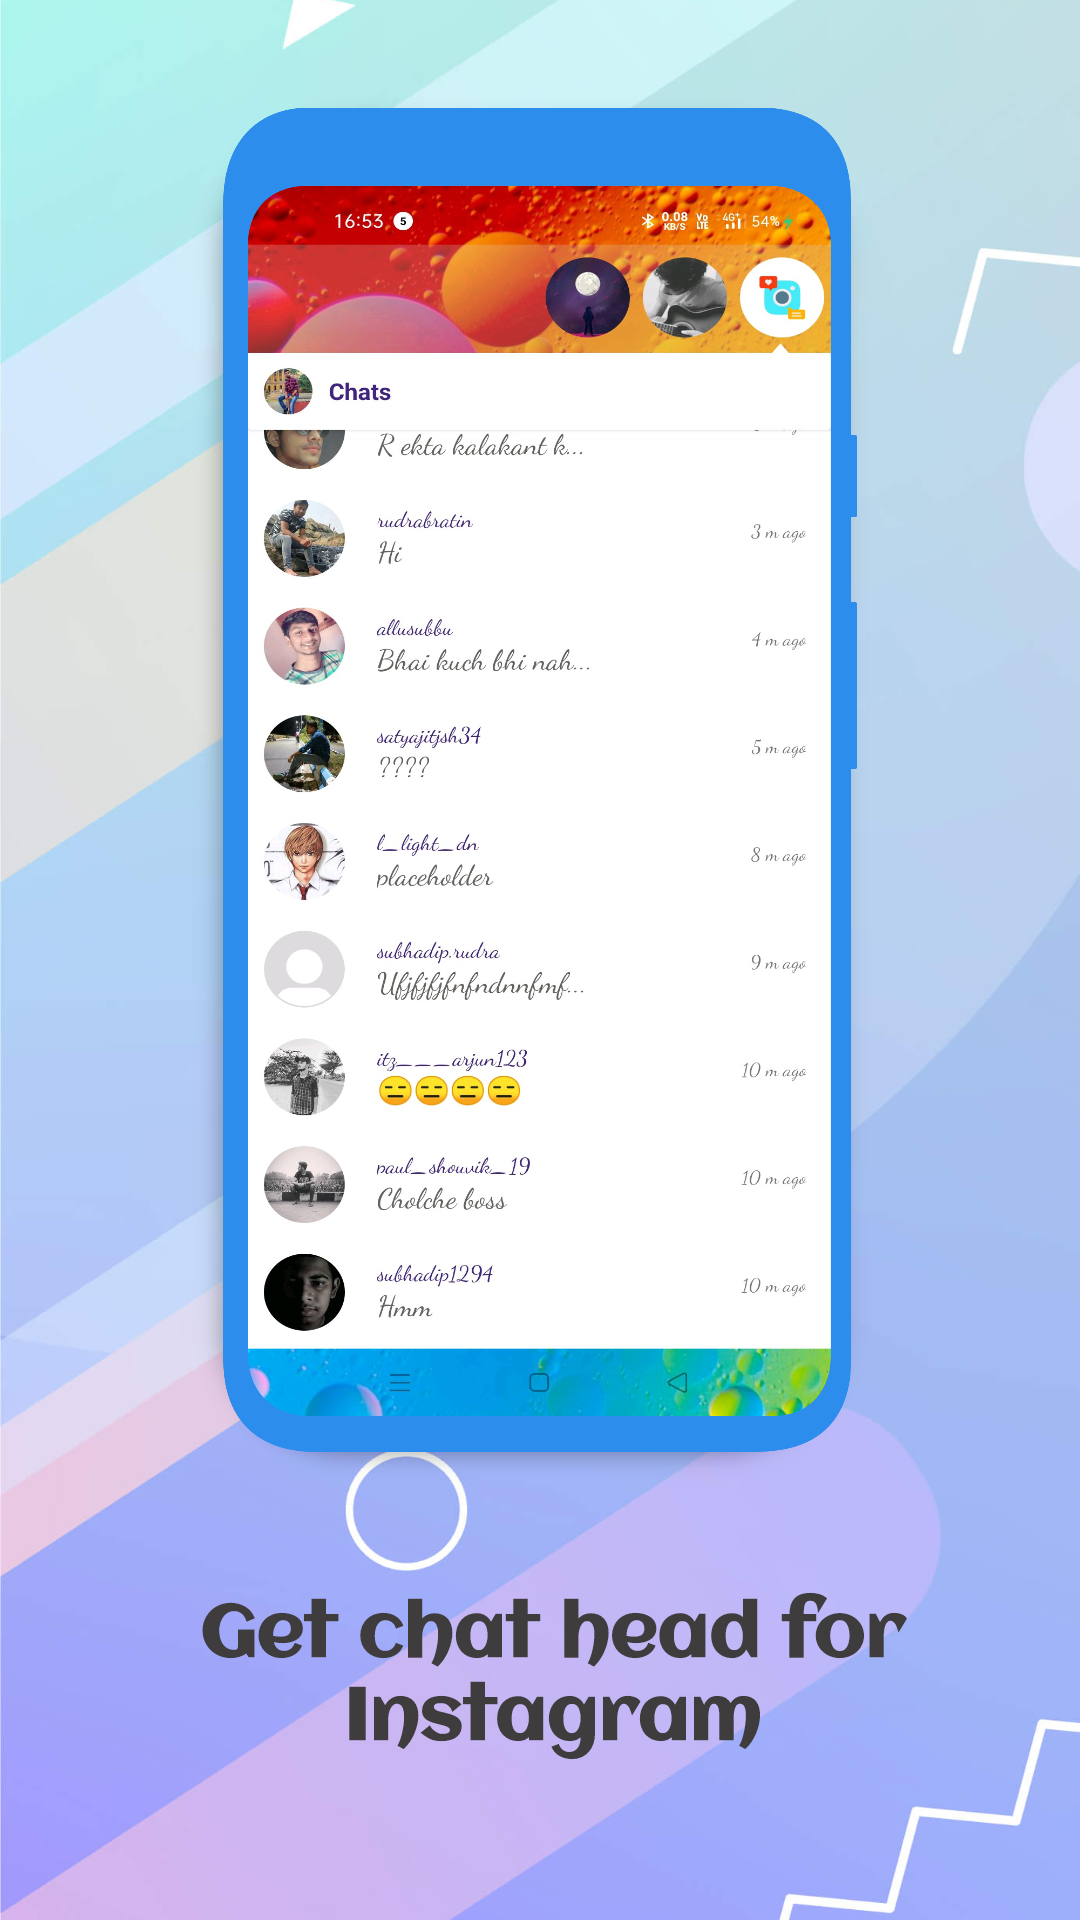 16:53 5 0.08 KB/S Vo LTE 4G+ 54%
Chats
R ekta kalakant k...
rudrabratin
3 m ago
Hi
allusubbu
4 m ago
Bhai kuch bhi nah...
satyajitjsh34
5 m ago
????
l_light_dn
8 m ago
placeholder
subhadip.rudra
9 m ago
Ufjfjfjfnfndnnfmf...
itz___arjun123
10 m ago
😑😑😑😑
paul_shouvik_19
10 m ago
Cholche boss
subhadip1294
10 m ago
Hmm
Get chat head for
Instagram